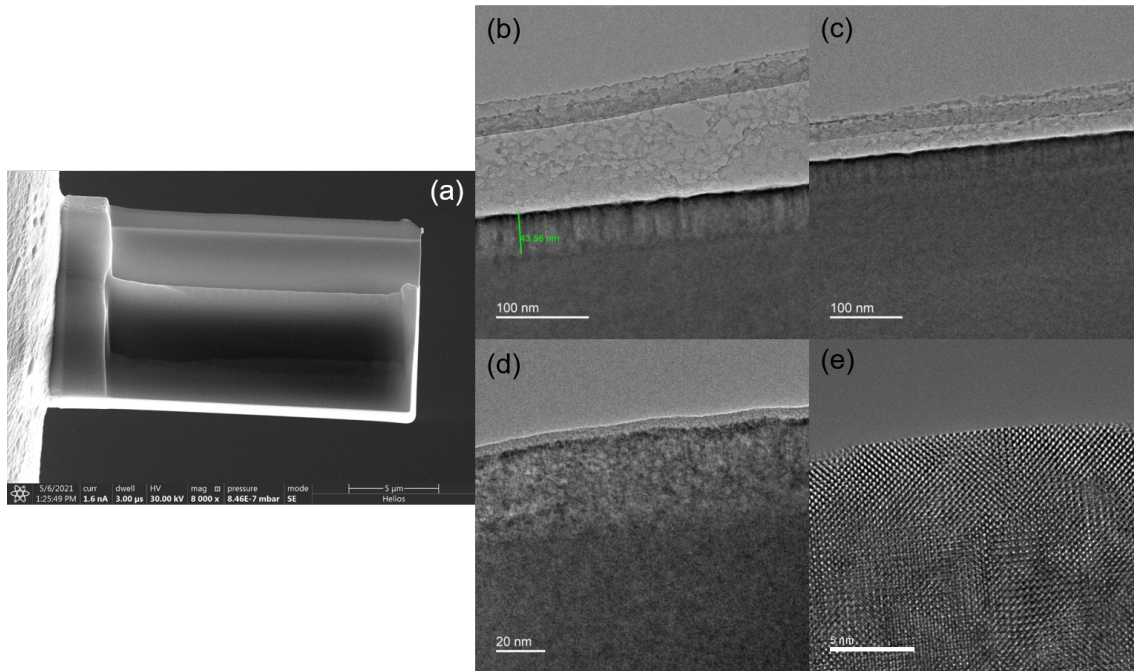 (a)
5/6/2021 curr dwell HV mag pressure mode 5 µm
1:25:49 PM 1.6 nA 3.00 µs 30.00 kV 8 000 x 8.46E-7 mbar SE Helios
(b)
43.56 nm
100 nm
(c)
100 nm
(d)
20 nm
(e)
5 nm